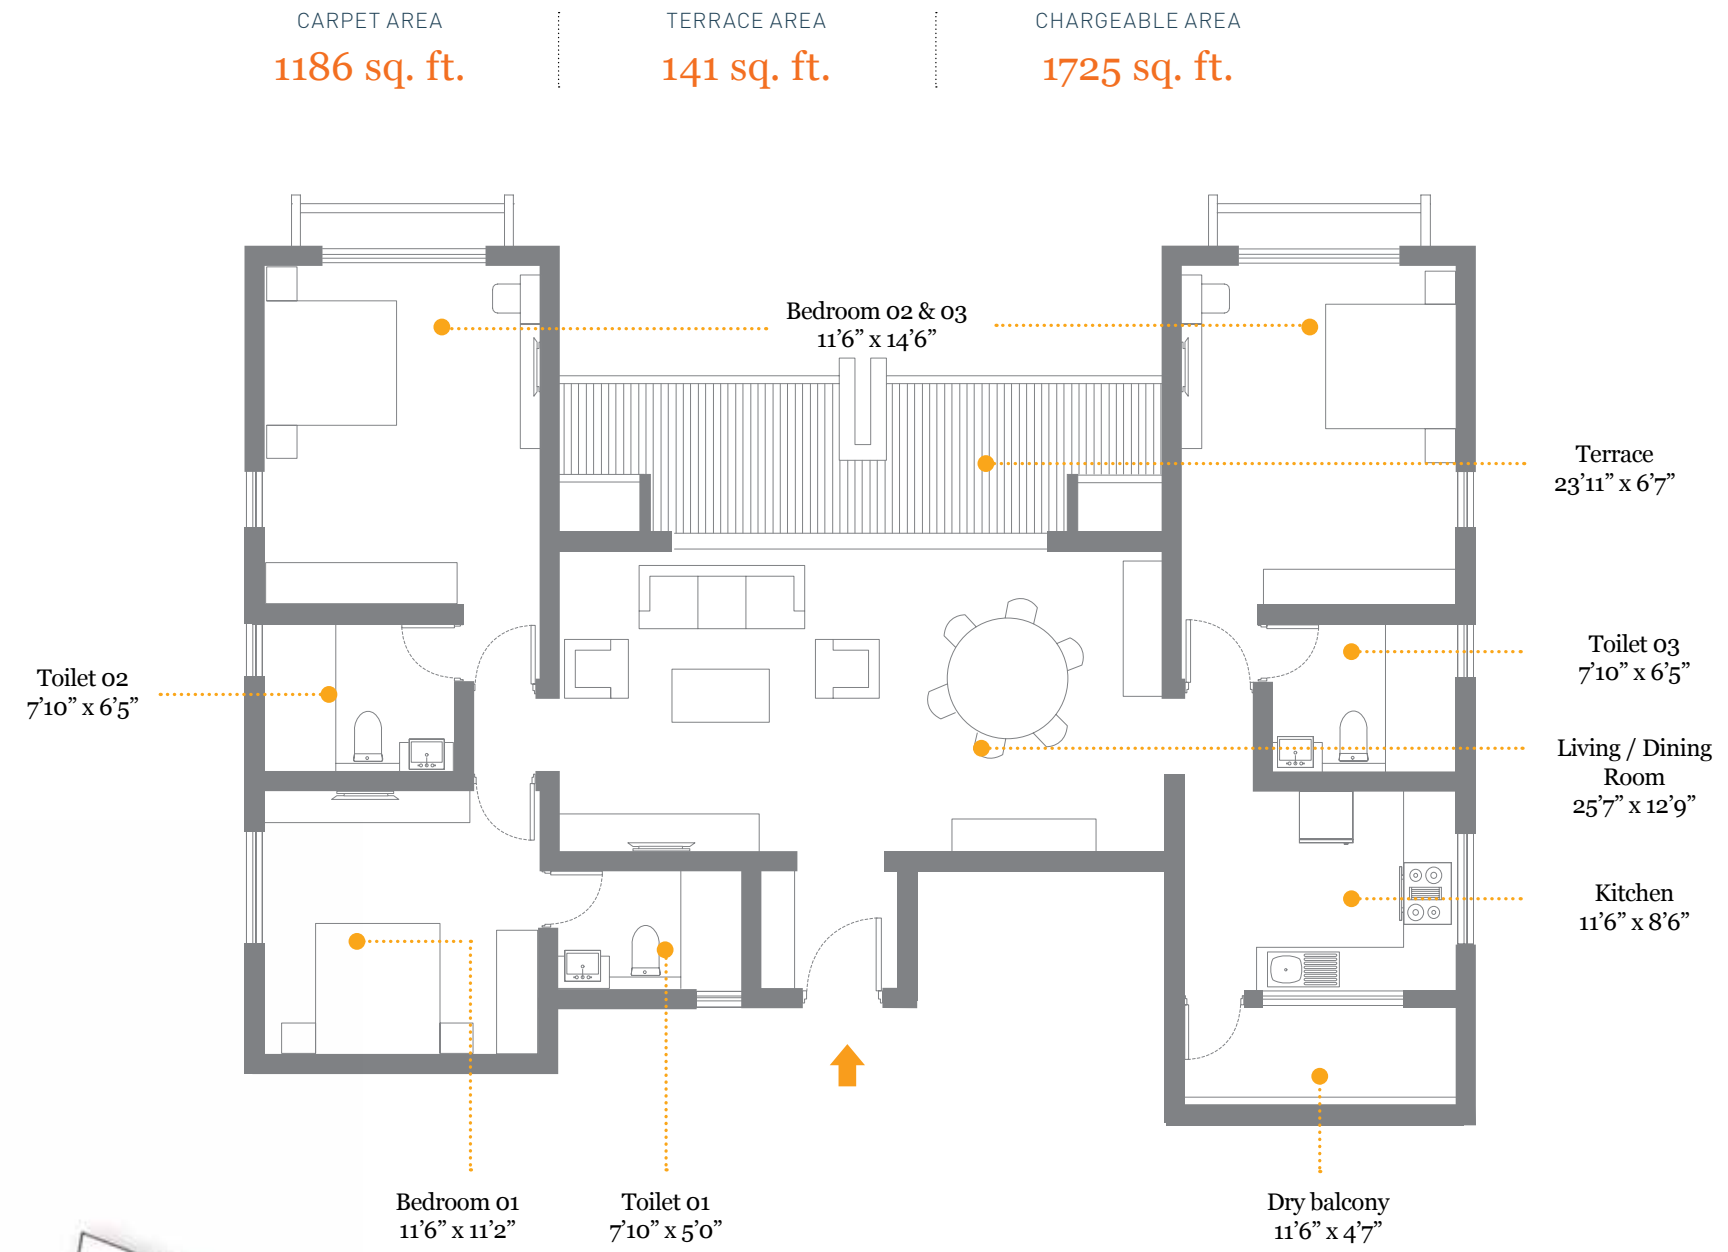 CARPET AREA
1186 sq. ft.
TERRACE AREA
141 sq. ft.
CHARGEABLE AREA
1725 sq. ft.
Bedroom 02 & 03
11’6” x 14’6”
Terrace
23’11” x 6’7”
Toilet 02
7’10” x 6’5”
Toilet 03
7’10” x 6’5”
Living / Dining
Room
25’7” x 12’9”
Kitchen
11’6” x 8’6”
Bedroom 01
11’6” x 11’2”
Toilet 01
7’10” x 5’0”
Dry balcony
11’6” x 4’7”